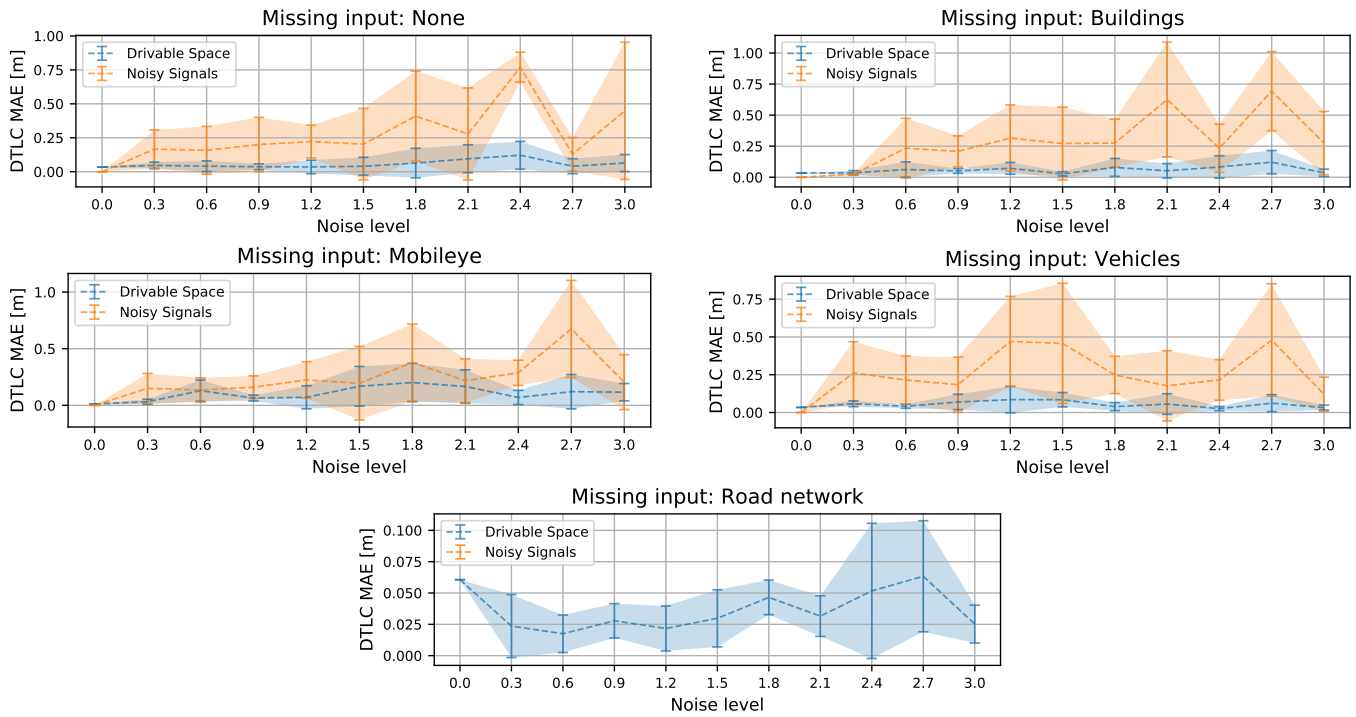 Missing input: None
DTLC MAE [m]
1.00
0.75
0.50
0.25
0.00
Drivable Space
Noisy Signals
0.0 0.3 0.6 0.9 1.2 1.5 1.8 2.1 2.4 2.7 3.0
Noise level
Missing input: Buildings
DTLC MAE [m]
1.00
0.75
0.50
0.25
0.00
Drivable Space
Noisy Signals
0.0 0.3 0.6 0.9 1.2 1.5 1.8 2.1 2.4 2.7 3.0
Noise level
Missing input: Mobileye
DTLC MAE [m]
1.0
0.5
0.0
Drivable Space
Noisy Signals
0.0 0.3 0.6 0.9 1.2 1.5 1.8 2.1 2.4 2.7 3.0
Noise level
Missing input: Vehicles
DTLC MAE [m]
0.75
0.50
0.25
0.00
Drivable Space
Noisy Signals
0.0 0.3 0.6 0.9 1.2 1.5 1.8 2.1 2.4 2.7 3.0
Noise level
Missing input: Road network
DTLC MAE [m]
0.100
0.075
0.050
0.025
0.000
Drivable Space
Noisy Signals
0.0 0.3 0.6 0.9 1.2 1.5 1.8 2.1 2.4 2.7 3.0
Noise level